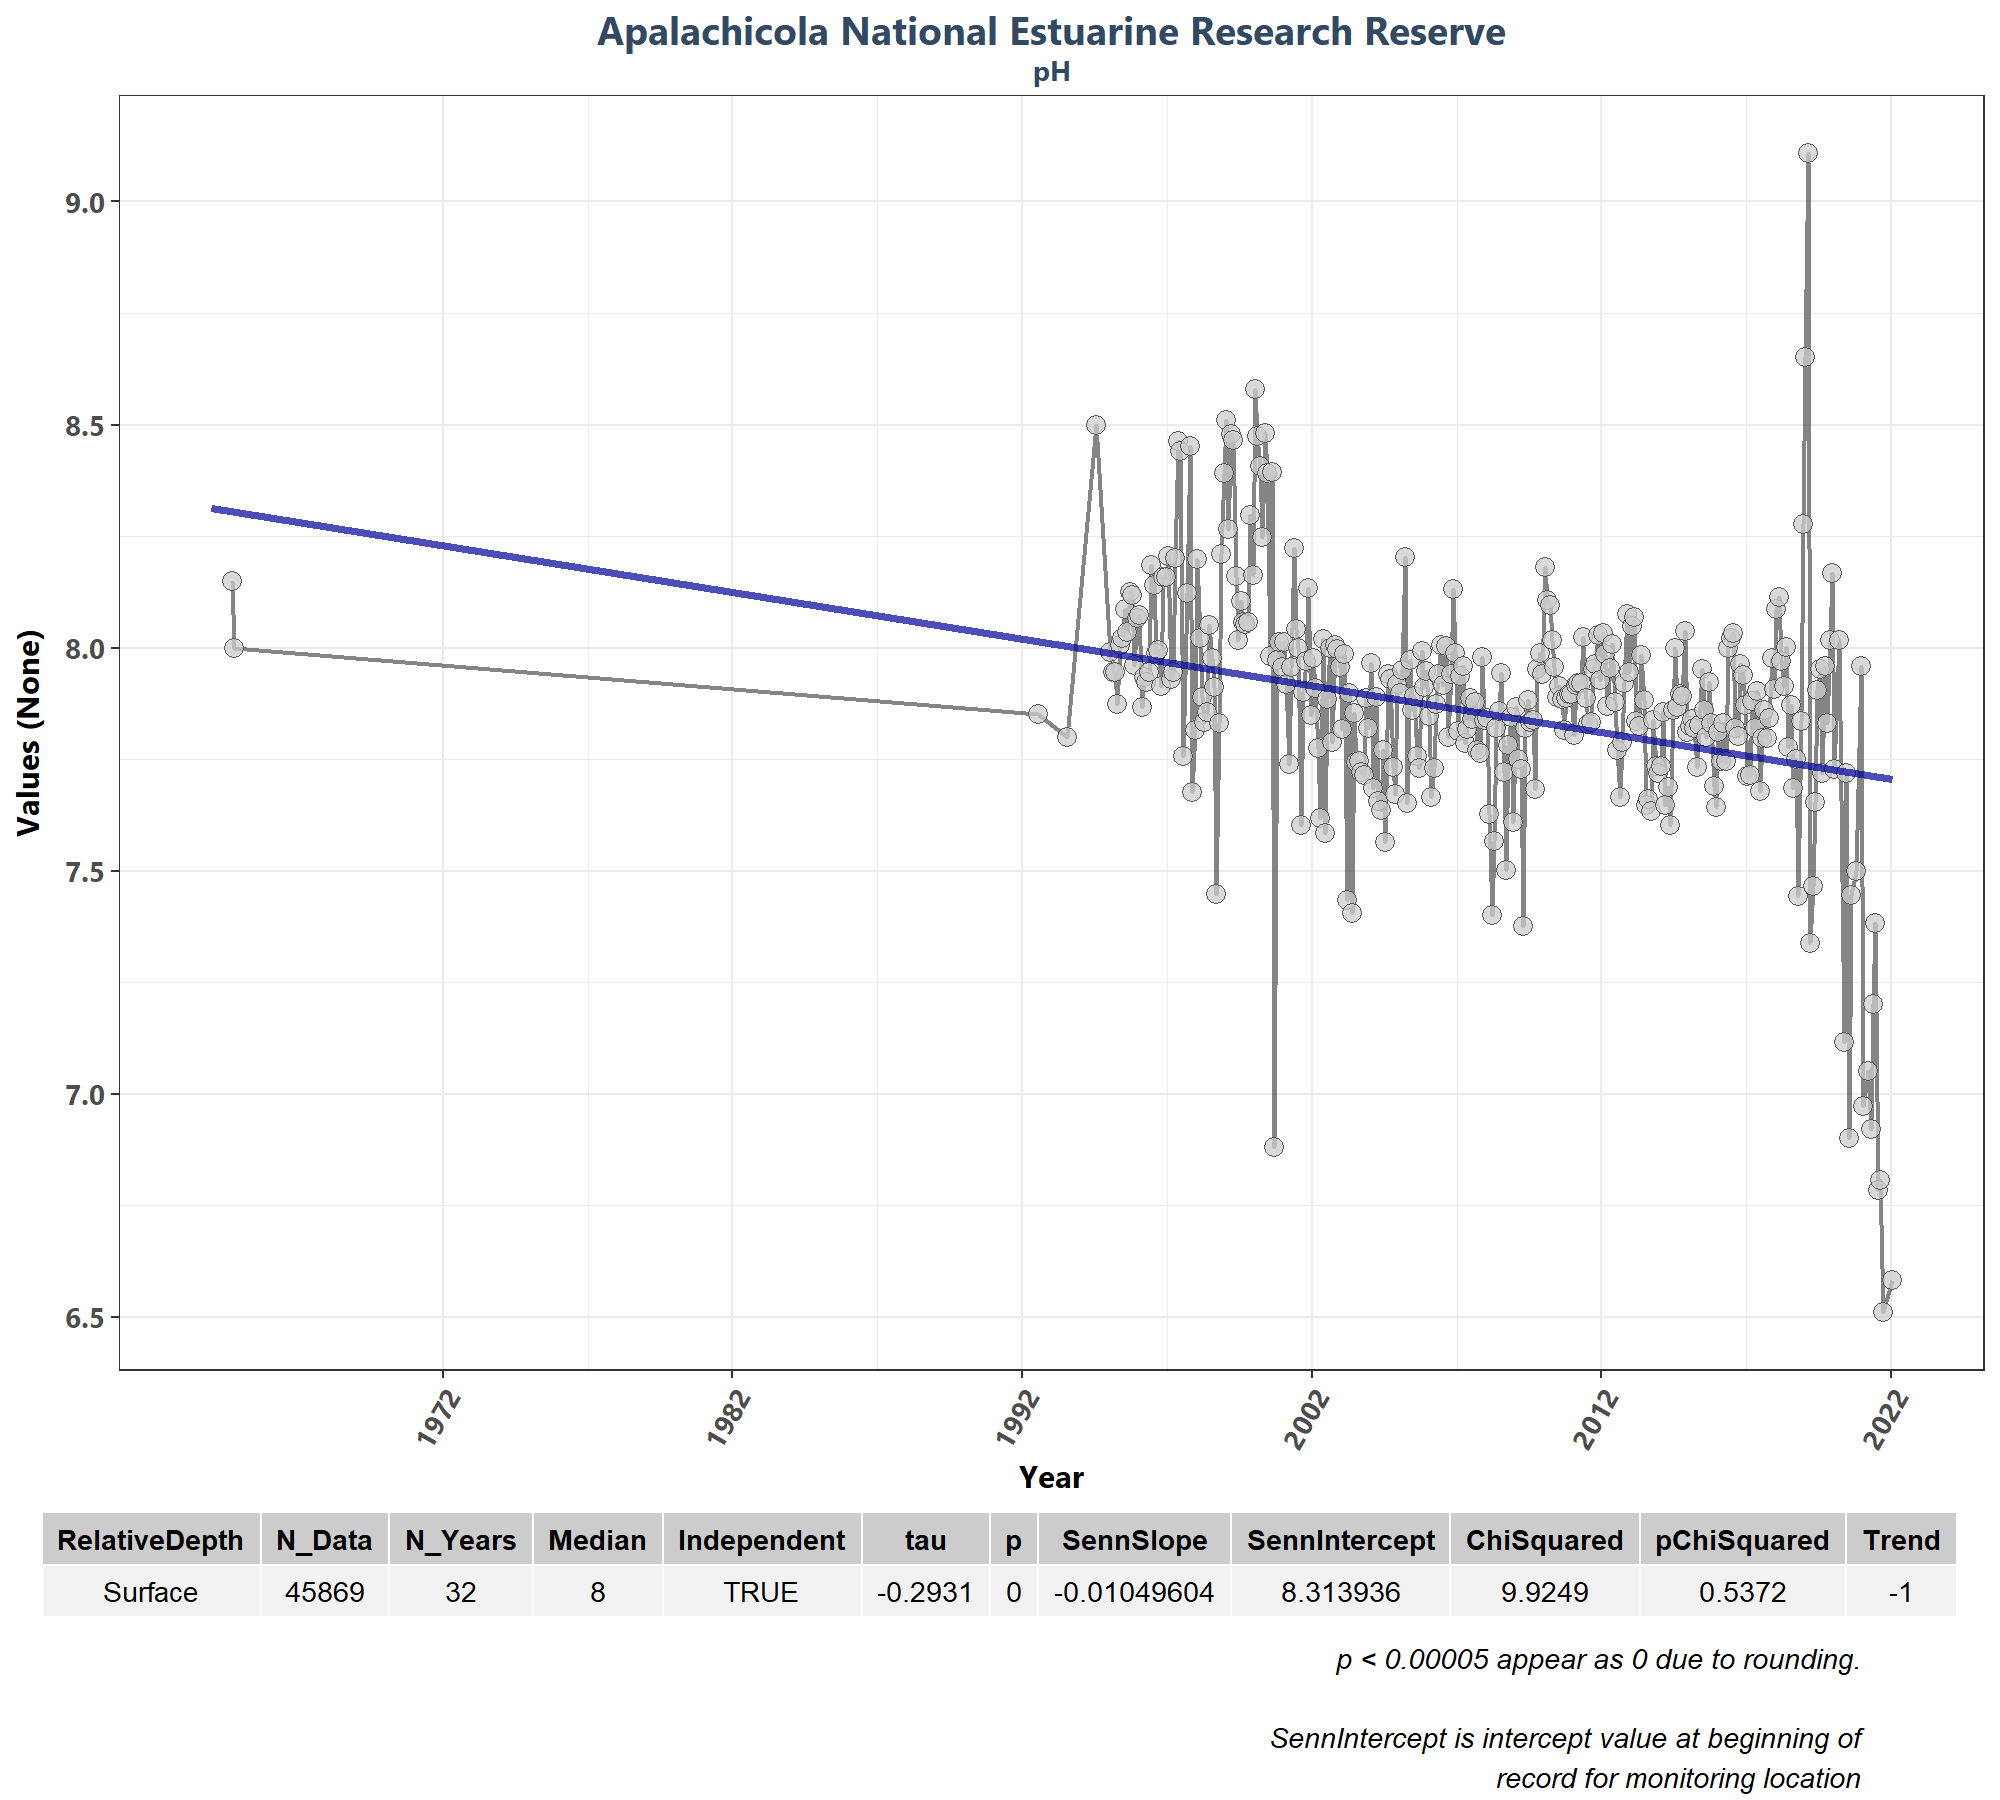 Apalachicola National Estuarine Research Reserve
pH
9.0
8.5
8.0
7.5
7.0
6.5
Values (None)
1972
1982
1992
2002
2012
2022
Year
RelativeDepth N_Data N_Years Median Independent tau p SennSlope SennIntercept ChiSquared pChiSquared Trend
Surface 45869 32 8 TRUE -0.2931 0 -0.01049604 8.313936 9.9249 0.5372 -1
p < 0.00005 appear as 0 due to rounding.
SennIntercept is intercept value at beginning of
record for monitoring location